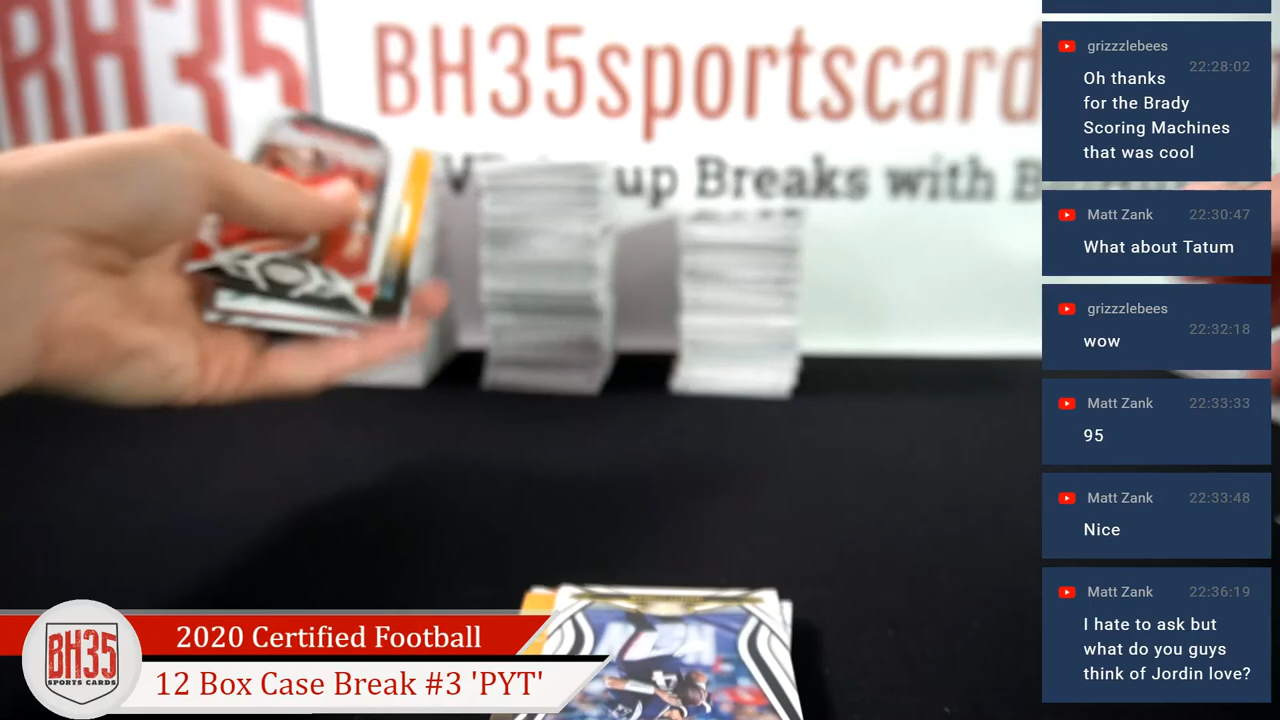 BH35
BH35sportscard
up Breaks with B
grizzzlebees
22:28:02
Oh thanks
for the Brady
Scoring Machines
that was cool
Matt Zank 22:30:47
What about Tatum
grizzzlebees
22:32:18
wow
Matt Zank 22:33:33
95
Matt Zank 22:33:48
Nice
Matt Zank 22:36:19
I hate to ask but
what do you guys
think of Jordin love?
BH35
SPORTS CARDS
2020 Certified Football
12 Box Case Break #3 'PYT'